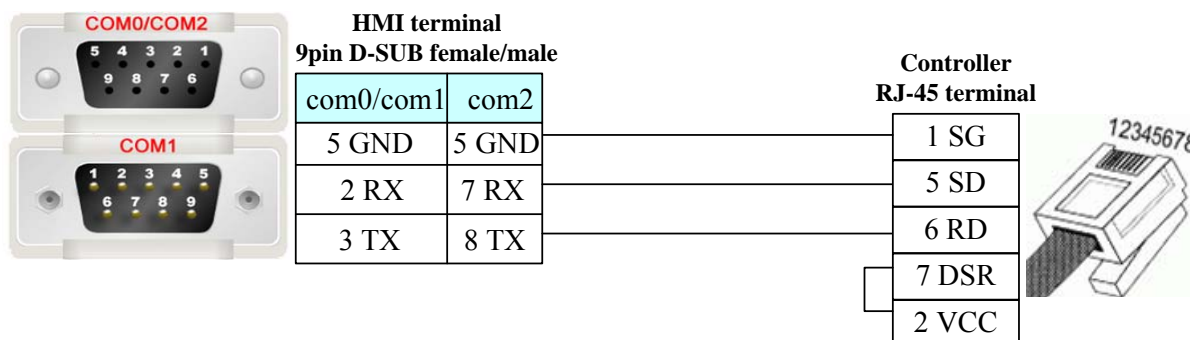 COM0/COM2
5 4 3 2 1
9 8 7 6
COM1
1 2 3 4 5
6 7 8 9
HMI terminal
9pin D-SUB female/male
com0/com1 com2
5 GND 5 GND
2 RX 7 RX
3 TX 8 TX
Controller
RJ-45 terminal
1 SG
5 SD
6 RD
7 DSR
2 VCC
12345678